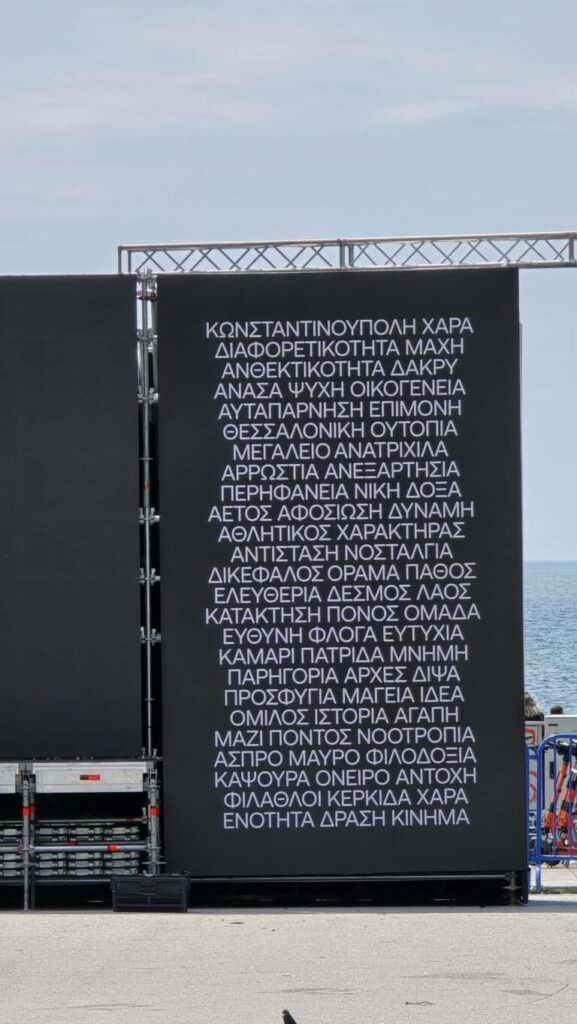 ΚΩΝΣΤΑΝΤΙΝΟΥΠΟΛΗ ΧΑΡΑ
ΔΙΑΦΟΡΕΤΙΚΟΤΗΤΑ ΜΑΧΗ
ΑΝΘΕΚΤΙΚΟΤΗΤΑ ΔΑΚΡΥ
ΑΝΑΣΑ ΨΥΧΗ ΟΙΚΟΓΕΝΕΙΑ
ΑΥΤΑΠΑΡΝΗΣΗ ΕΠΙΜΟΝΗ
ΘΕΣΣΑΛΟΝΙΚΗ ΟΥΤΟΠΙΑ
ΜΕΓΑΛΕΙΟ ΑΝΑΤΡΙΧΙΛΑ
ΑΡΡΩΣΤΙΑ ΑΝΕΞΑΡΤΗΣΙΑ
ΠΕΡΗΦΑΝΕΙΑ ΝΙΚΗ ΔΟΞΑ
ΑΕΤΟΣ ΑΦΟΣΙΩΣΗ ΔΥΝΑΜΗ
ΑΘΛΗΤΙΚΟΣ ΧΑΡΑΚΤΗΡΑΣ
ΑΝΤΙΣΤΑΣΗ ΝΟΣΤΑΛΓΙΑ
ΔΙΚΕΦΑΛΟΣ ΟΡΑΜΑ ΠΑΘΟΣ
ΕΛΕΥΘΕΡΙΑ ΔΕΣΜΟΣ ΛΑΟΣ
ΚΑΤΑΚΤΗΣΗ ΠΟΝΟΣ ΟΜΑΔΑ
ΕΥΘΥΝΗ ΦΛΟΓΑ ΕΥΤΥΧΙΑ
ΚΑΜΑΡΙ ΠΑΤΡΙΔΑ ΜΝΗΜΗ
ΠΑΡΗΓΟΡΙΑ ΑΡΧΕΣ ΔΙΨΑ
ΠΡΟΣΦΥΓΙΑ ΜΑΓΕΙΑ ΙΔΕΑ
ΟΜΙΛΟΣ ΙΣΤΟΡΙΑ ΑΓΑΠΗ
ΜΑΖΙ ΠΟΝΤΟΣ ΝΟΟΤΡΟΠΙΑ
ΑΣΠΡΟ ΜΑΥΡΟ ΦΙΛΟΔΟΞΙΑ
ΚΑΨΟΥΡΑ ΟΝΕΙΡΟ ΑΝΤΟΧΗ
ΦΙΛΑΘΛΟΙ ΚΕΡΚΙΔΑ ΧΑΡΑ
ΕΝΟΤΗΤΑ ΔΡΑΣΗ ΚΙΝΗΜΑ